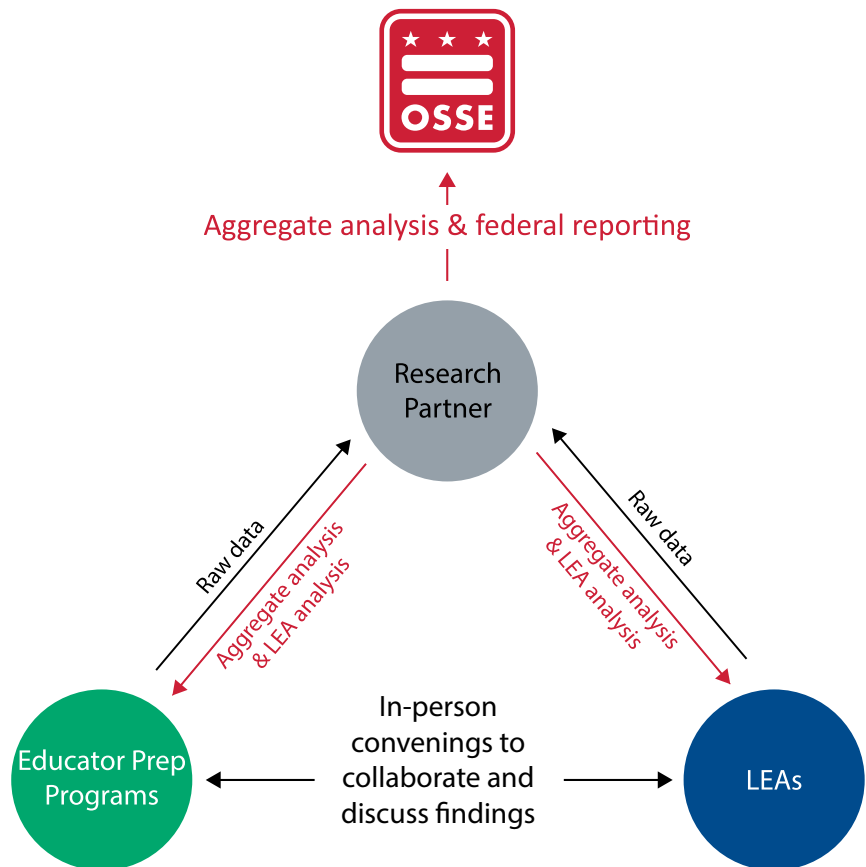 OSSE
Aggregate analysis & federal reporting
Research
Partner
Raw data
Aggregate analysis
& LEA analysis
Raw data
Aggregate analysis
& LEA analysis
In-person
convenings to
collaborate and
discuss findings
Educator Prep
Programs
LEAs